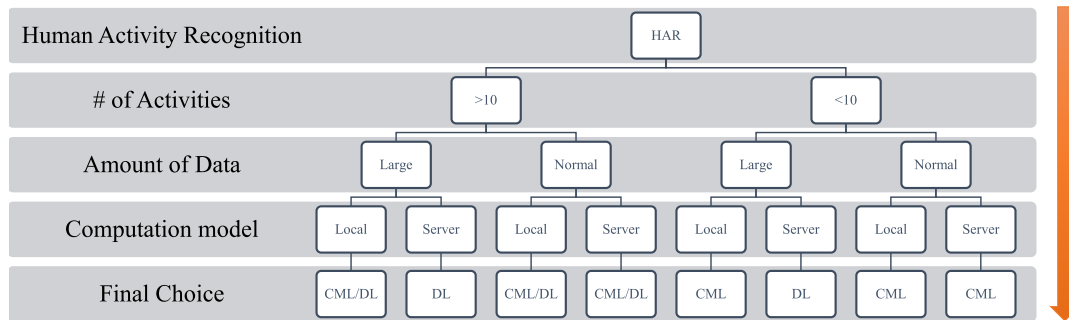 Human Activity Recognition HAR
# of Activities >10 <10
Amount of Data Large Normal Large Normal
Computation model Local Server Local Server Local Server Local Server
Final Choice CML/DL DL CML/DL CML/DL CML DL CML CML